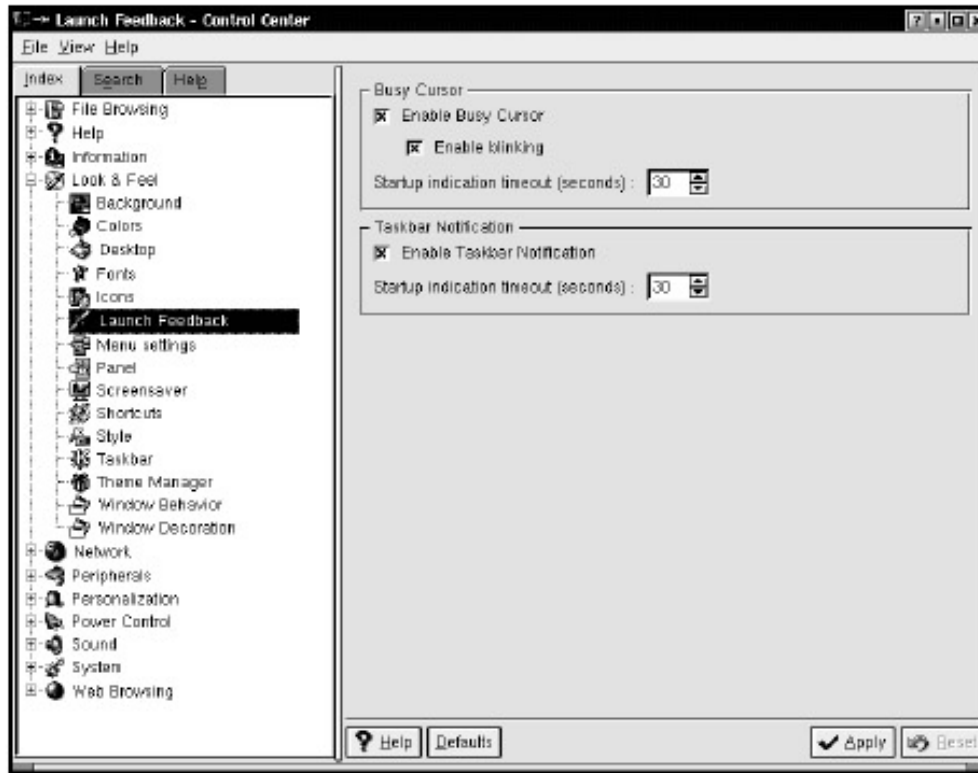 Launch Feedback - Control Center
File View Help
Index Search Help
File Browsing
Help
Information
Look & Feel
Background
Colors
Desktop
Fonts
Icons
Launch Feedback
Menu settings
Panel
Screensaver
Shortcuts
Style
Taskbar
Theme Manager
Window Behavior
Window Decoration
Network
Peripherals
Personalization
Power Control
Sound
System
Web Browsing
Busy Cursor
Enable Busy Cursor
Enable blinking
Startup indication timeout (seconds) : 30
Taskbar Notification
Enable Taskbar Notification
Startup indication timeout (seconds) : 30
Help Defaults Apply Reset